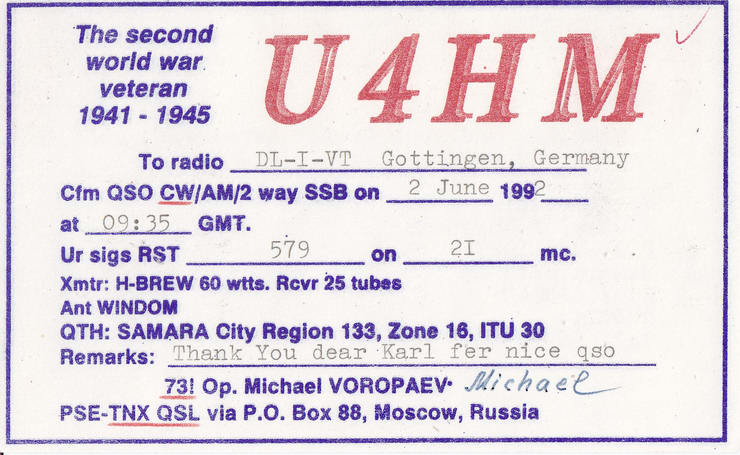 The second
world war
veteran
1941 - 1945
U4HM
To radio DL-I-VT Gottingen, Germany
Cfm QSO CW/AM/2 way SSB on 2 June 1992
at 09:35 GMT.
Ur sigs RST 579 on 2I mc.
Xmtr: H-BREW 60 wtts. Rcvr 25 tubes
Ant WINDOM
QTH: SAMARA City Region 133, Zone 16, ITU 30
Remarks: Thank You dear Karl fer nice qso
73! Op. Michael VOROPAEV. Michael
PSE-TNX QSL via P.O. Box 88, Moscow, Russia